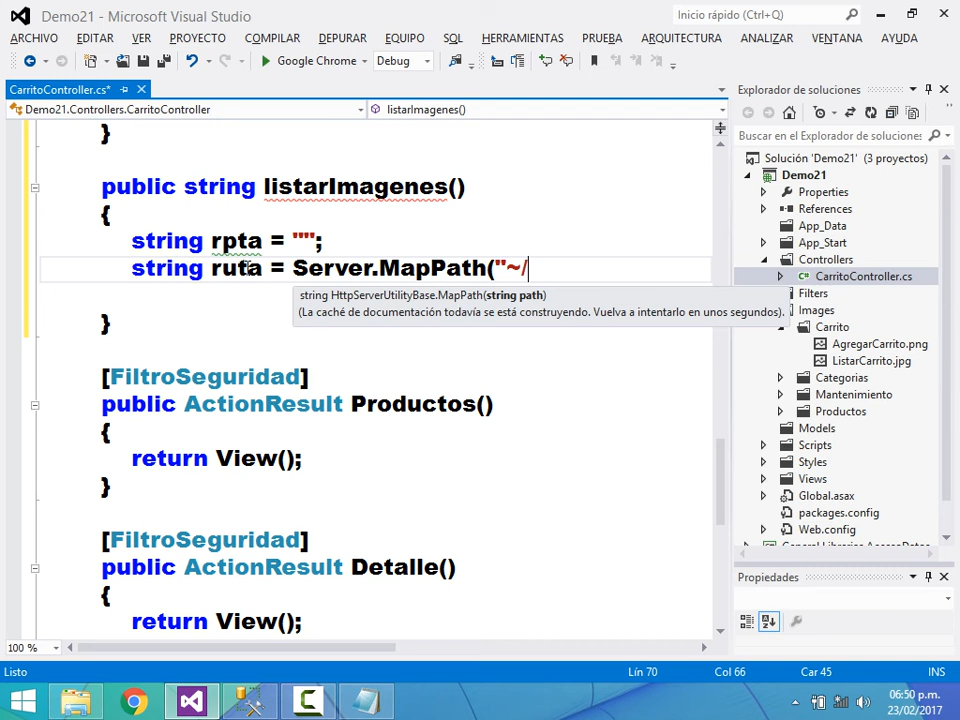 Demo21* - Microsoft Visual Studio
Inicio rápido (Ctrl+Q)
ARCHIVO EDITAR VER PROYECTO COMPILAR DEPURAR EQUIPO SQL HERRAMIENTAS PRUEBA ARQUITECTURA ANALIZAR VENTANA AYUDA
Google Chrome Debug
CarritoController.cs*
Explorador de soluciones
Demo21.Controllers.CarritoController
listarImagenes()
Buscar en el Explorador de soluciones
Solución 'Demo21' (3 proyectos)
Demo21
Properties
References
App_Data
App_Start
Controllers
CarritoController.cs
Filters
Images
Carrito
AgregarCarrito.png
ListarCarrito.jpg
Categorias
Mantenimiento
Productos
Models
Scripts
Styles
Views
Global.asax
packages.config
Web.config
}
public string listarImagenes()
{
string rpta = "";
string ruta = Server.MapPath("~/
string HttpServerUtilityBase.MapPath(string path)
(La caché de documentación todavía se está construyendo. Vuelva a intentarlo en unos segundos).
}
[FiltroSeguridad]
public ActionResult Productos()
{
return View();
}
[FiltroSeguridad]
public ActionResult Detalle()
{
return View();
Propiedades
100 %
Listo
Lín 70
Col 66
Car 45
INS
06:50 p.m.
23/02/2017